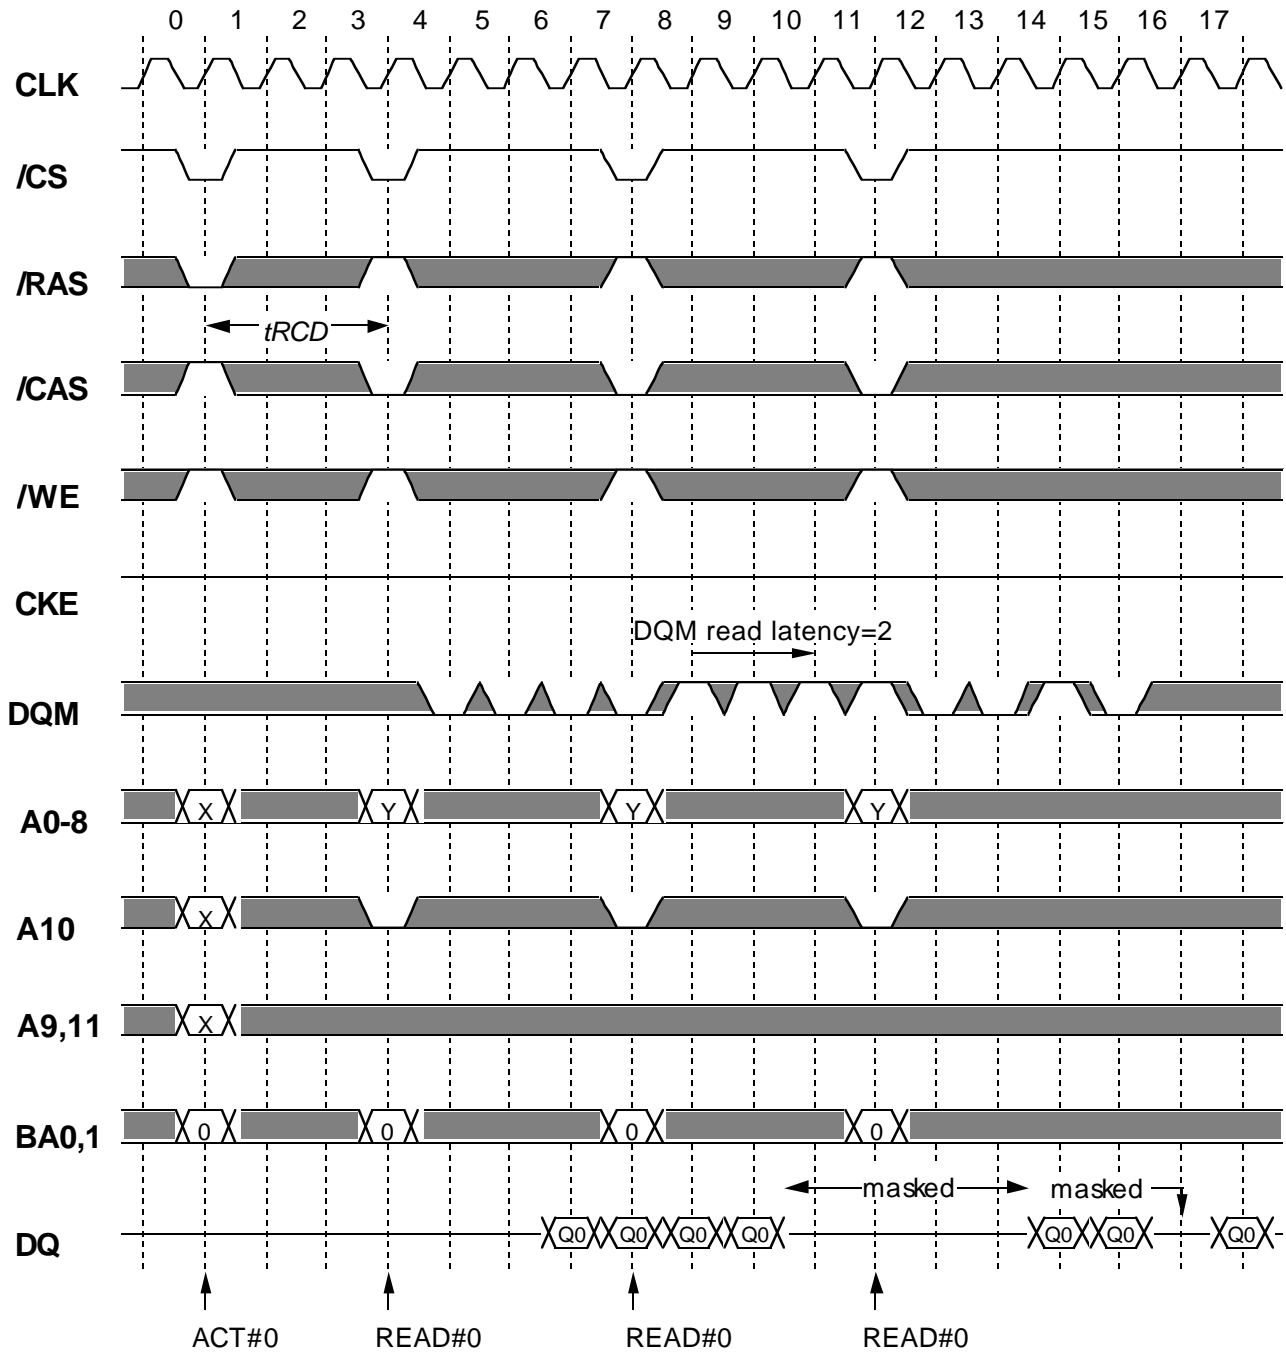 0 1 2 3 4 5 6 7 8 9 10 11 12 13 14 15 16 17
CLK
/CS
/RAS
tRCD
/CAS
/WE
CKE
DQM read latency=2
DQM
A0-8 X Y Y Y
A10 X
A9,11 X
BA0,1 0 0 0 0
masked masked
DQ Q0 Q0 Q0 Q0 Q0 Q0 Q0
ACT#0 READ#0 READ#0 READ#0